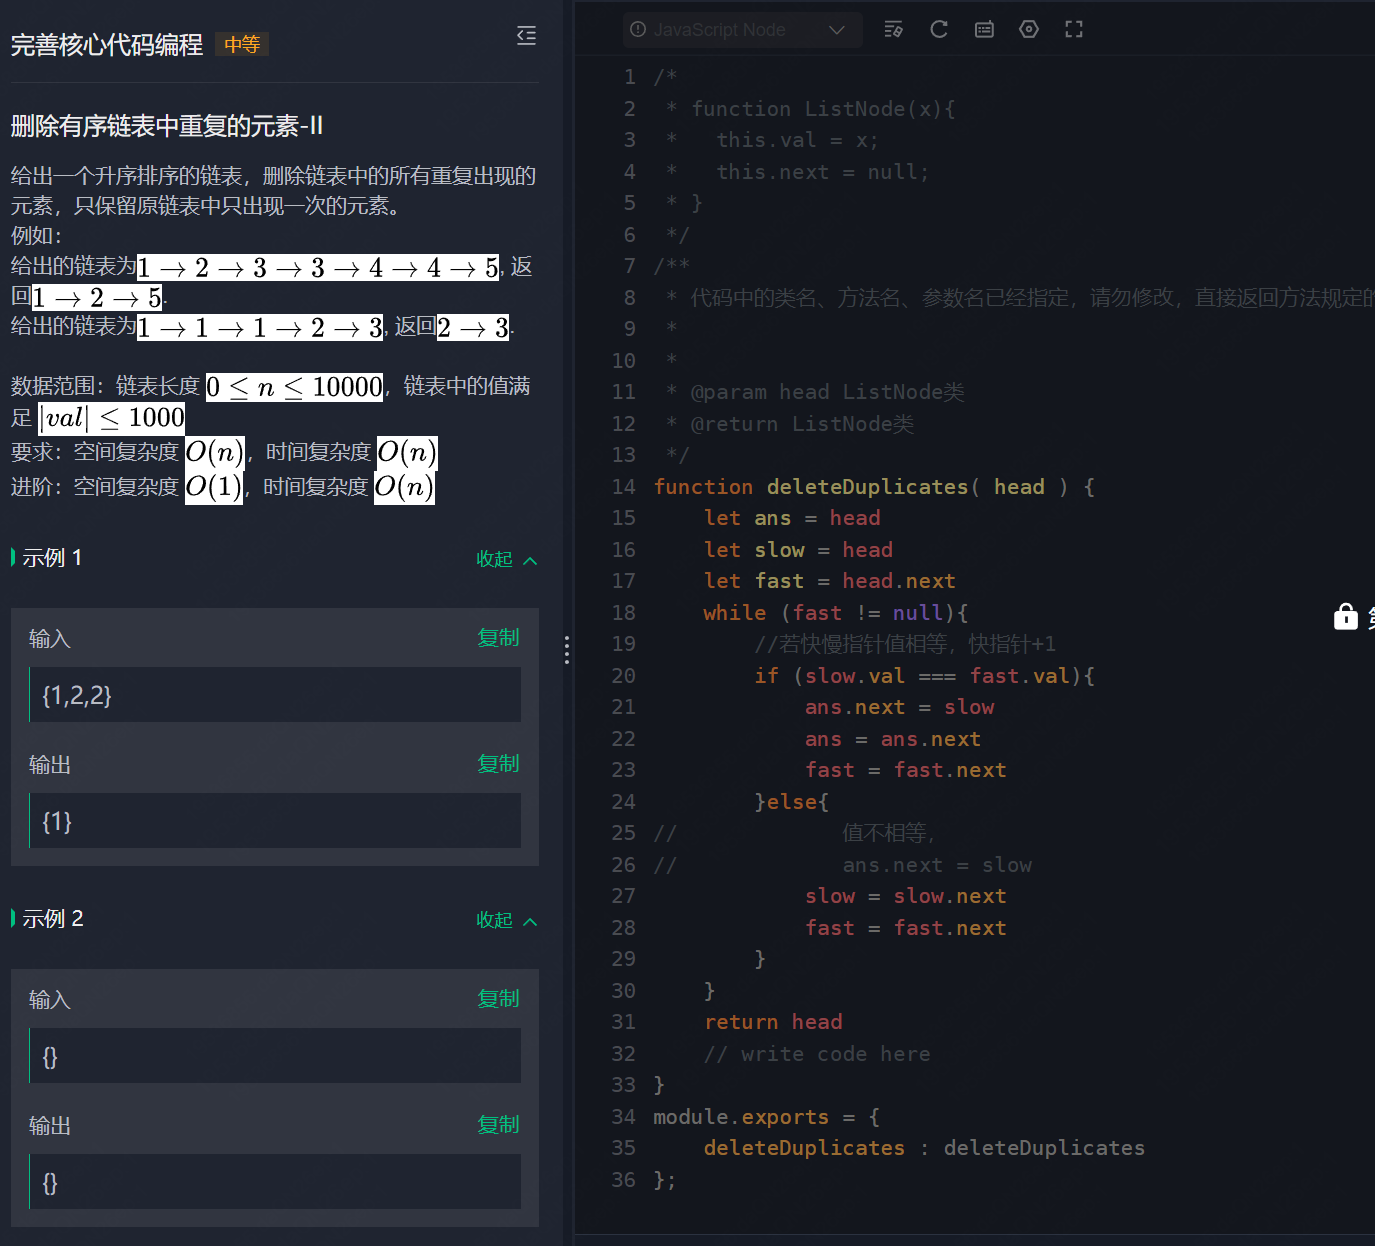 完善核心代码编程 中等
删除有序链表中重复的元素-II
给出一个升序排序的链表，删除链表中的所有重复出现的
元素，只保留原链表中只出现一次的元素。
例如：
给出的链表为1→2→3→3→4→4→5, 返
回1→2→5.
给出的链表为1→1→1→2→3, 返回2→3.
数据范围：链表长度 0≤n≤10000，链表中的值满
足 |val|≤1000
要求：空间复杂度 O(n)，时间复杂度 O(n)
进阶：空间复杂度 O(1)，时间复杂度 O(n)
示例 1 收起
输入 复制
{1,2,2}
输出 复制
{1}
示例 2 收起
输入 复制
{}
输出 复制
{}
JavaScript Node
1 /*
2  * function ListNode(x){
3  *   this.val = x;
4  *   this.next = null;
5  * }
6  */
7 /**
8  * 代码中的类名、方法名、参数名已经指定，请勿修改，直接返回方法规定的
9  *
10  *
11  * @param head ListNode类
12  * @return ListNode类
13  */
14 function deleteDuplicates( head ) {
15     let ans = head
16     let slow = head
17     let fast = head.next
18     while (fast != null){
19         //若快慢指针值相等，快指针+1
20         if (slow.val === fast.val){
21             ans.next = slow
22             ans = ans.next
23             fast = fast.next
24         }else{
25 //             值不相等，
26 //             ans.next = slow
27             slow = slow.next
28             fast = fast.next
29         }
30     }
31     return head
32     // write code here
33 }
34 module.exports = {
35     deleteDuplicates : deleteDuplicates
36 };